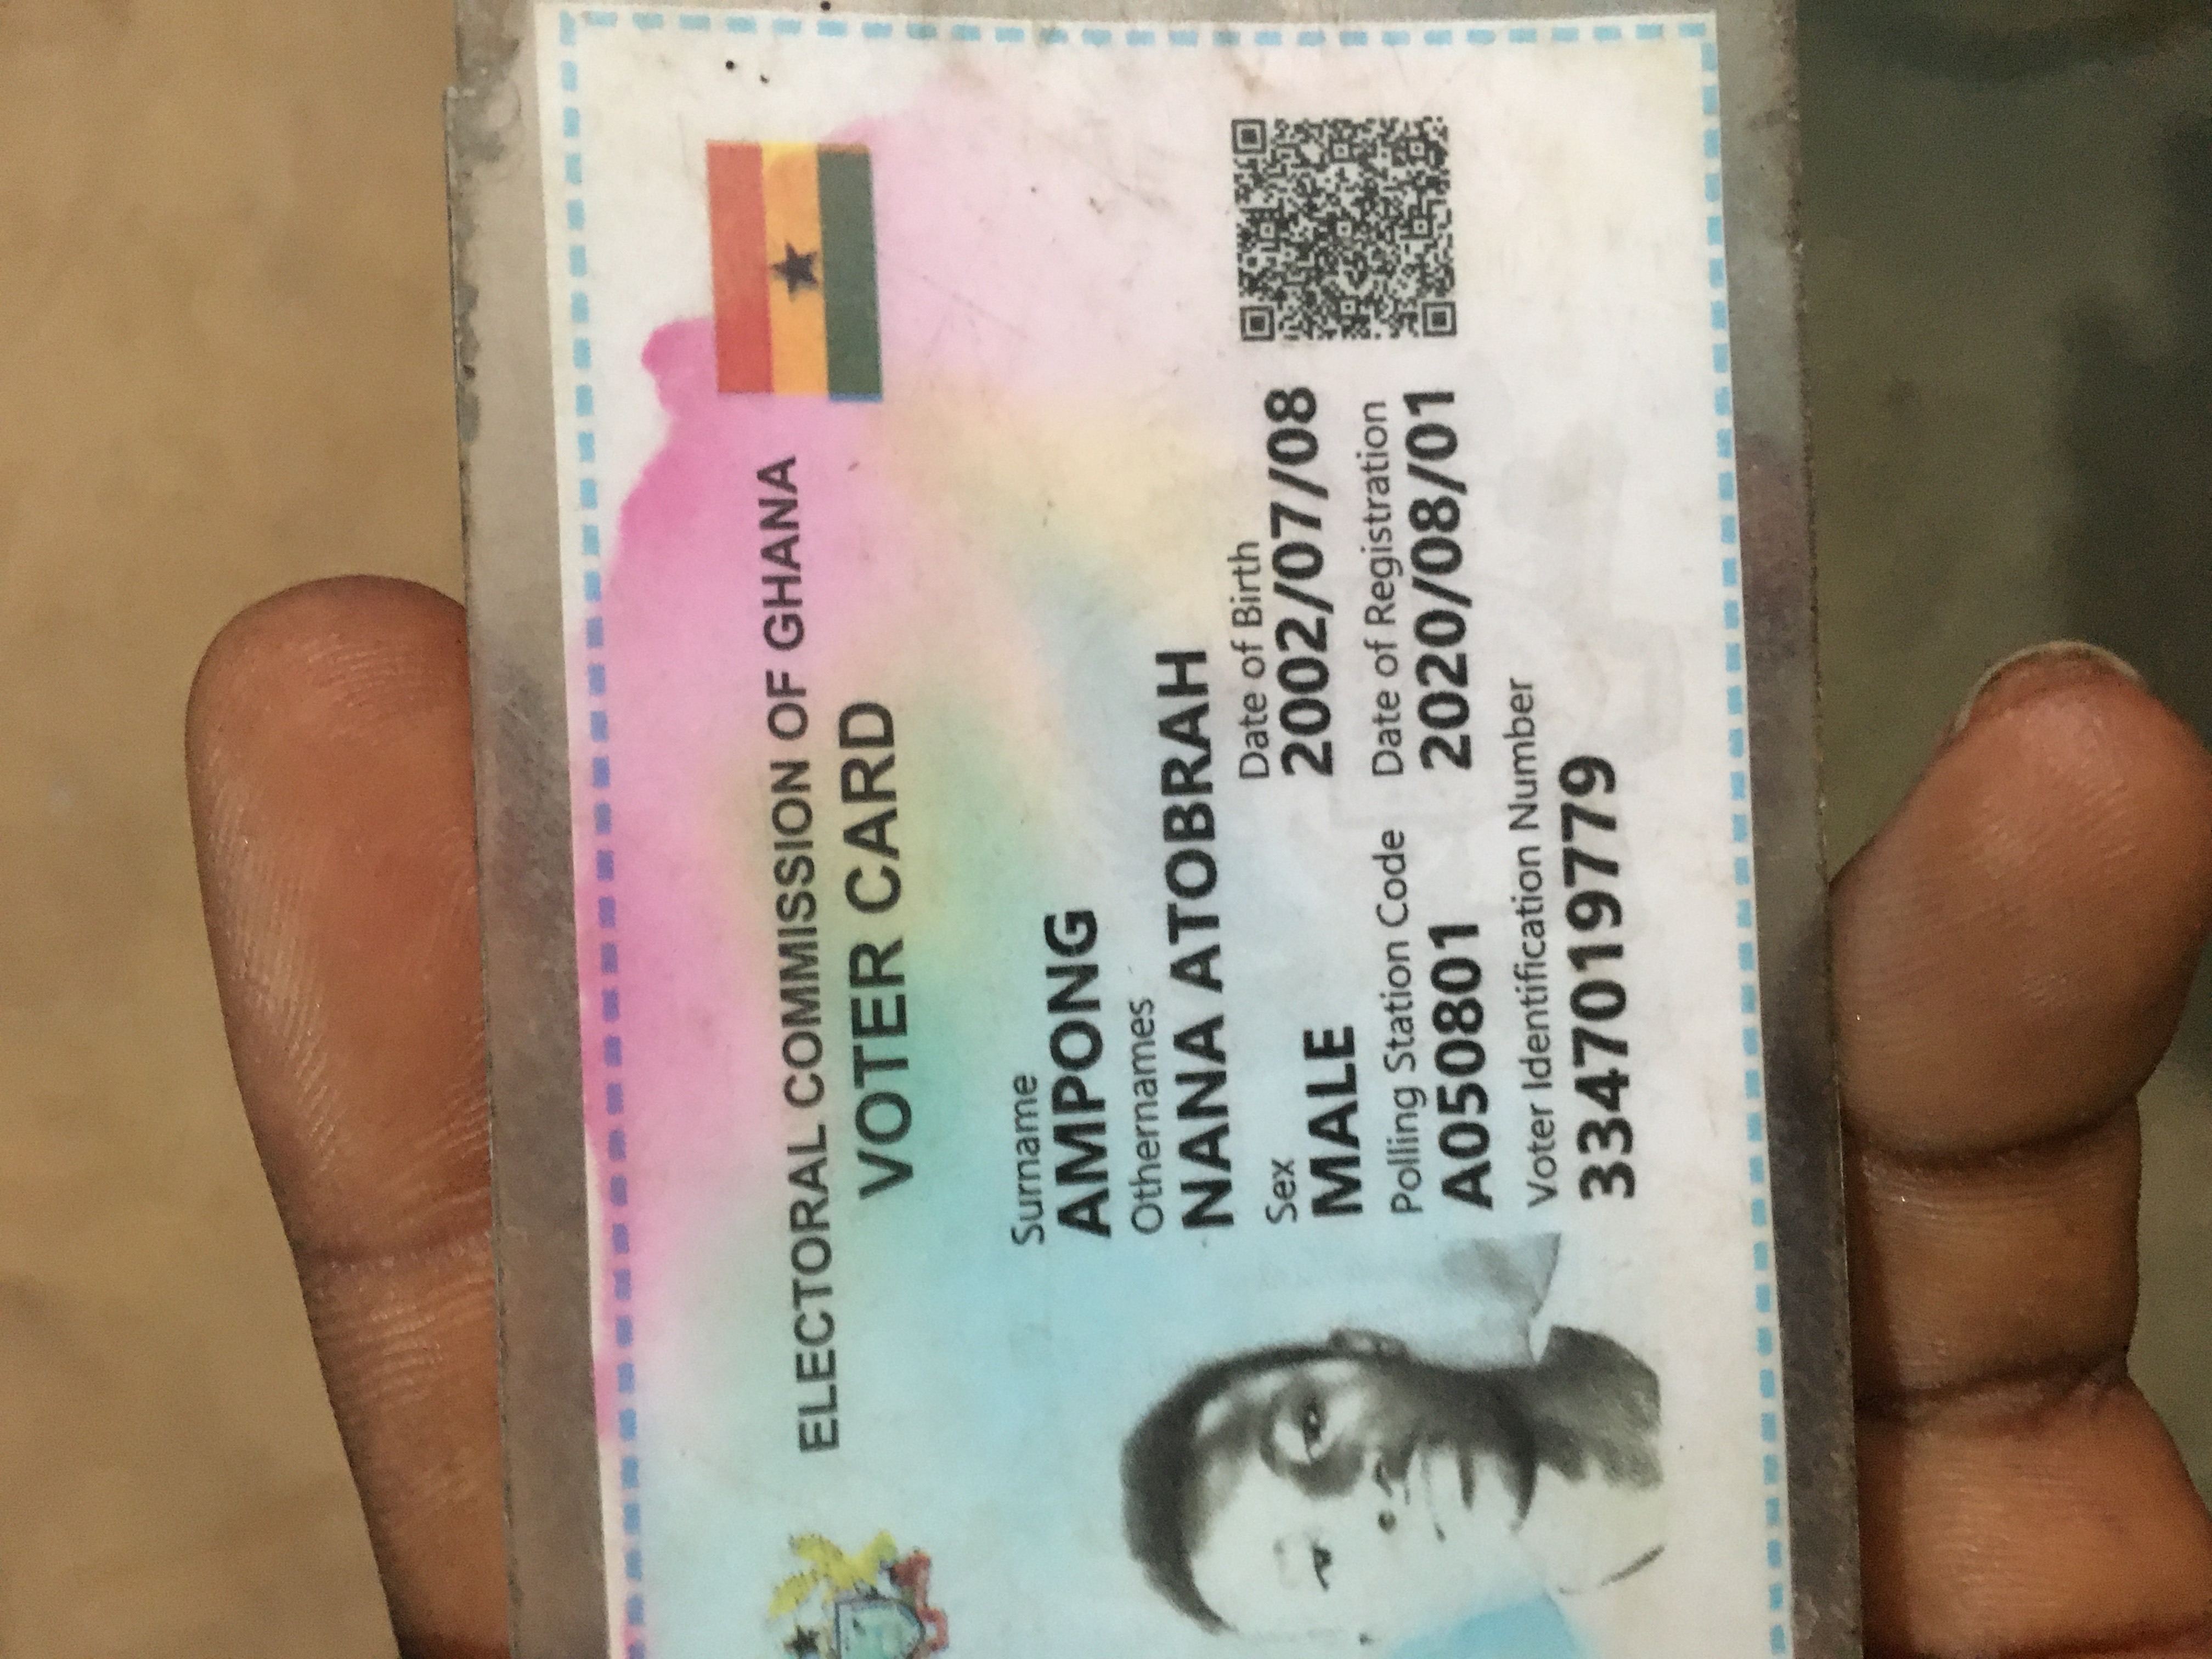 ELECTORAL COMMISSION OF GHANA
VOTER CARD
Surname
AMPONG
Othernames
NANA ATOBRAH
Sex
MALE
Date of Birth
2002/07/08
Polling Station Code
A050801
Date of Registration
2020/08/01
Voter Identification Number
3347019779